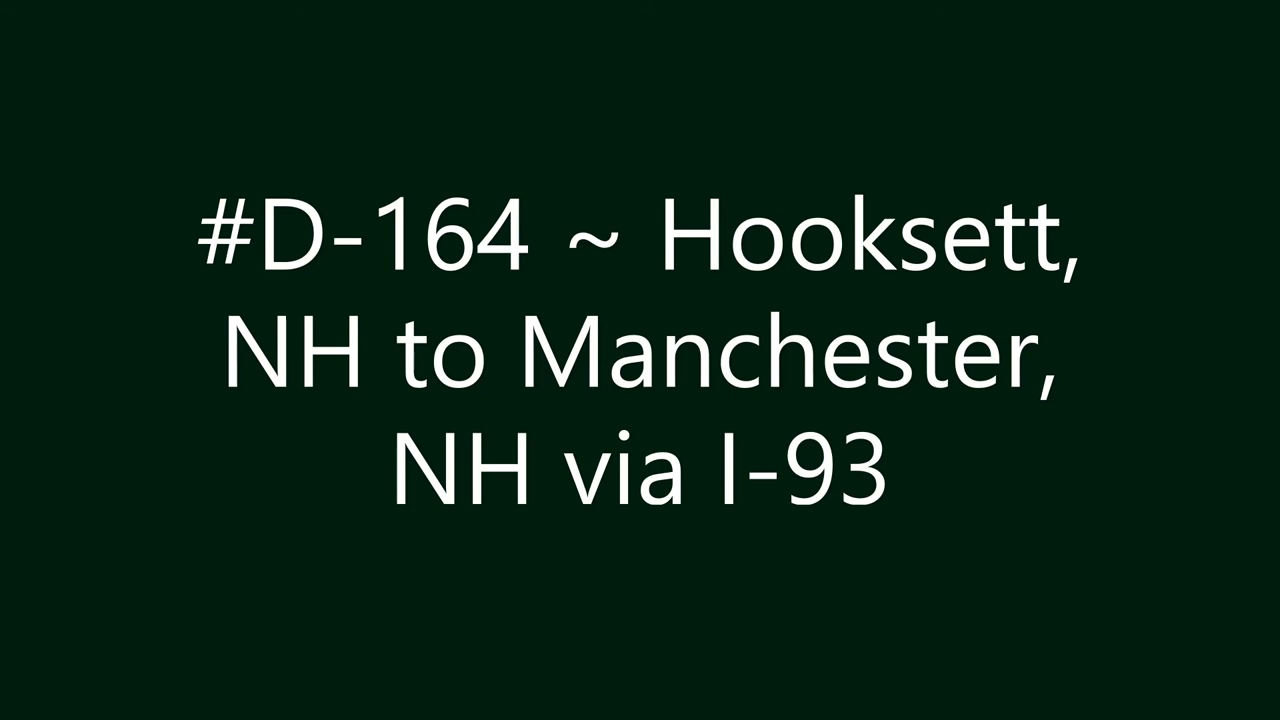 #D-164 ~ Hooksett,
NH to Manchester,
NH via I-93